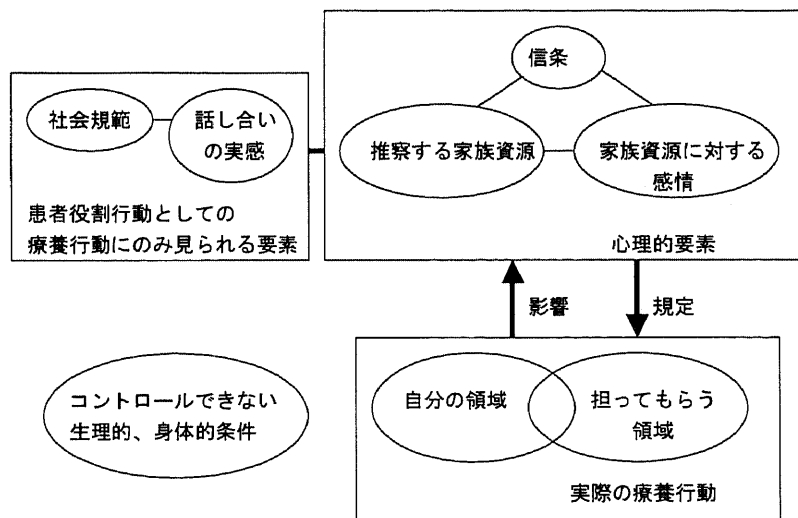 信条
社会規範
話し合い
の実感
推察する家族資源
家族資源に対する
感情
患者役割行動としての
療養行動にのみ見られる要素
心理的要素
影響
規定
コントロールできない
生理的、身体的条件
自分の領域
担ってもらう
領域
実際の療養行動